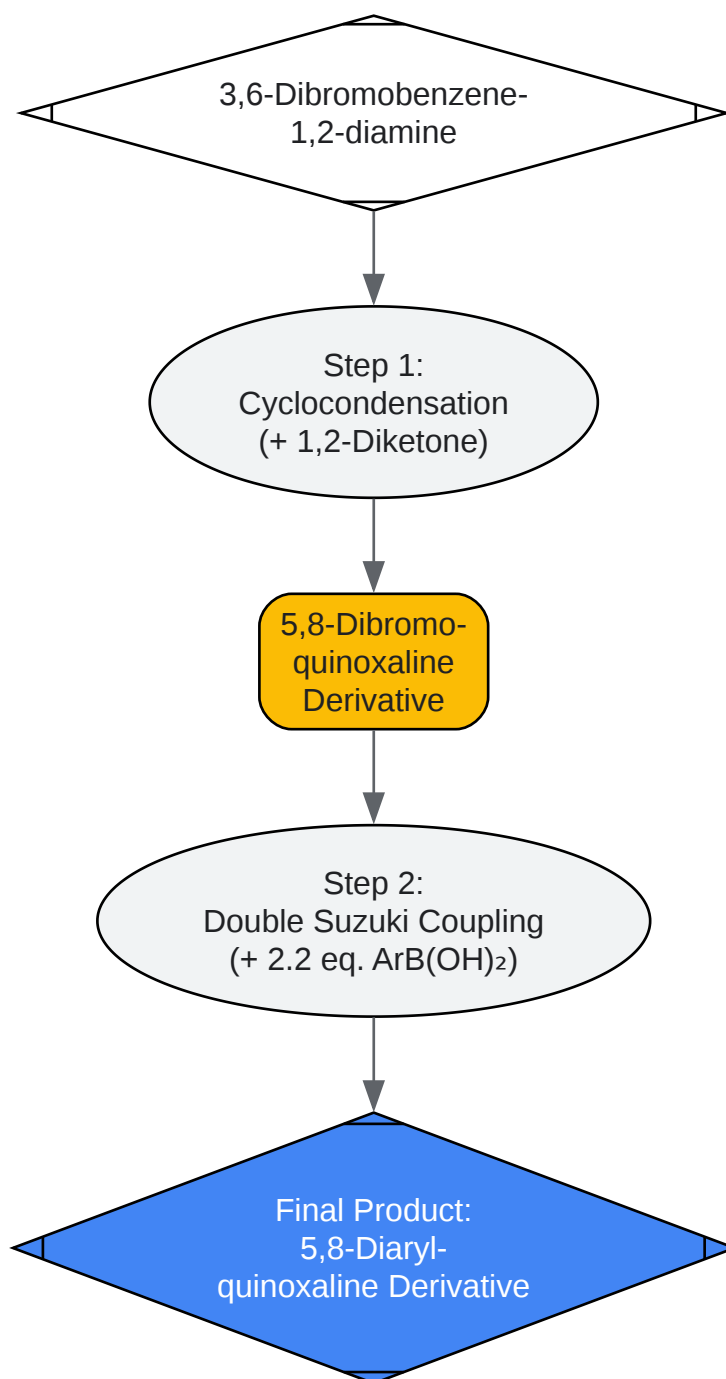 3,6-Dibromobenzene-
1,2-diamine
Step 1:
Cyclocondensation
(+ 1,2-Diketone)
5,8-Dibromo-
quinoxaline
Derivative
Step 2:
Double Suzuki Coupling
(+ 2.2 eq. ArB(OH)₂)
Final Product:
5,8-Diaryl-
quinoxaline Derivative